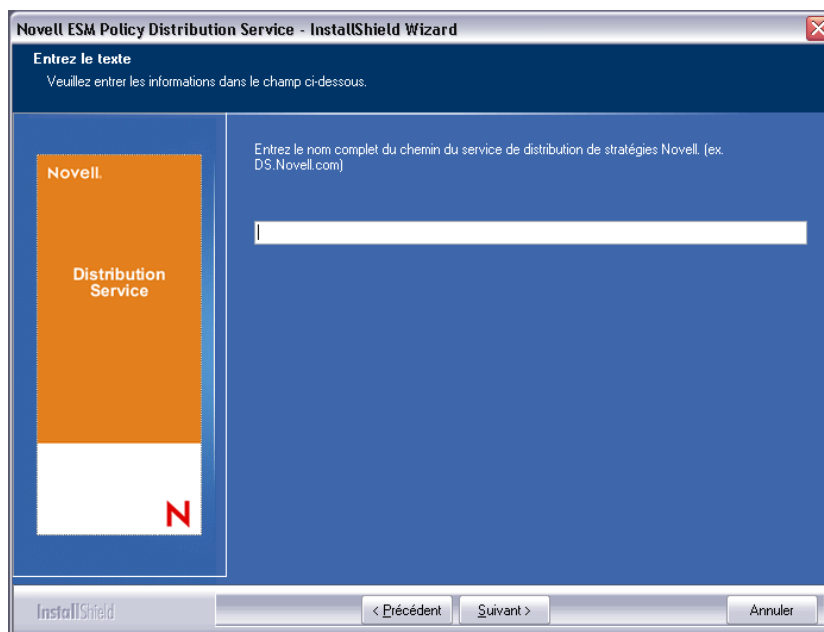 Novell ESM Policy Distribution Service - InstallShield Wizard
Entrez le texte
Veuillez entrer les informations dans le champ ci-dessous.
Novell.
Distribution
Service
N
Entrez le nom complet du chemin du service de distribution de stratégies Novell. (ex.
DS.Novell.com)
InstallShield
< Précédent
Suivant >
Annuler